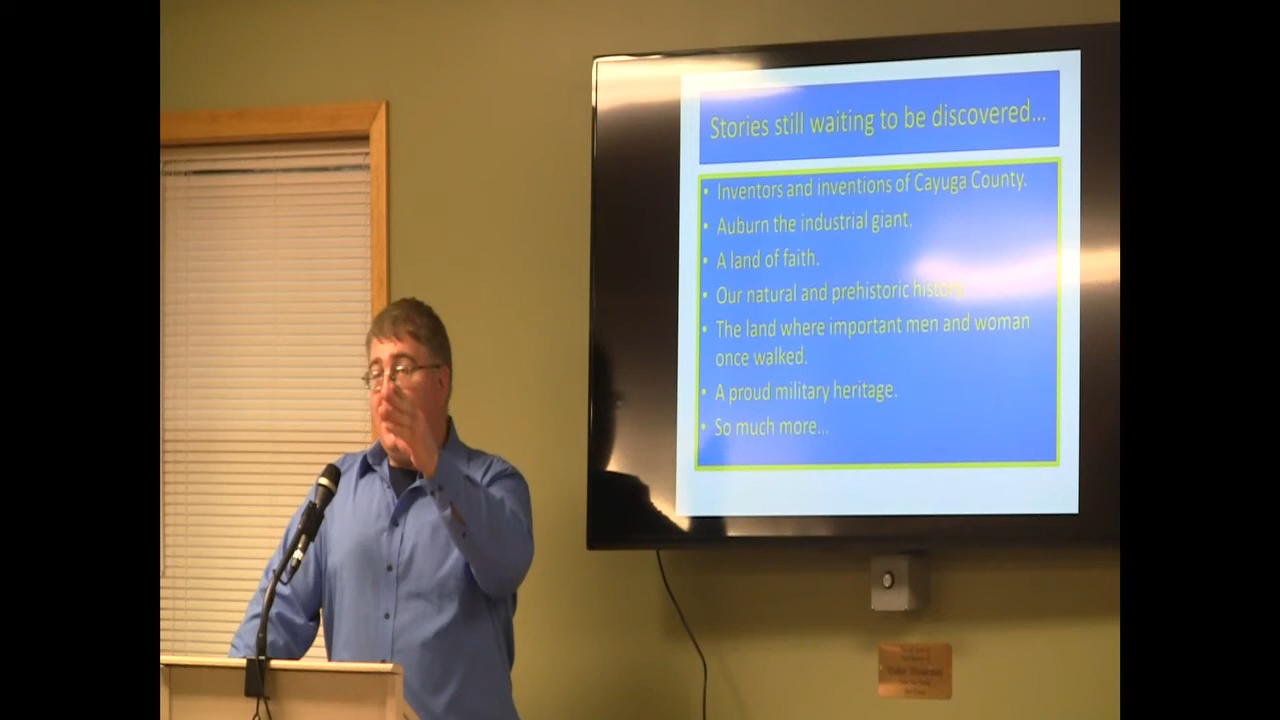 Stories still waiting to be discovered...
• Inventors and inventions of Cayuga County.
• Auburn the industrial giant.
• A land of faith.
• Our natural and prehistoric history
• The land where important men and woman
once walked.
• A proud military heritage.
• So much more...